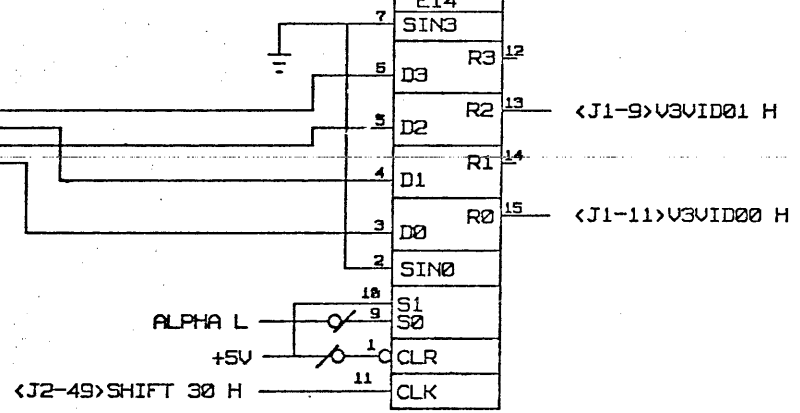 E14
7 SIN3
R3 12
6 D3
R2 13 <J1-9>V3VID01 H
5 D2
R1 14
4 D1
R0 15 <J1-11>V3VID00 H
3 D0
2 SIN0
10 S1
ALPHA L 9 S0
+5V 1 CLR
<J2-49>SHIFT 30 H 11 CLK